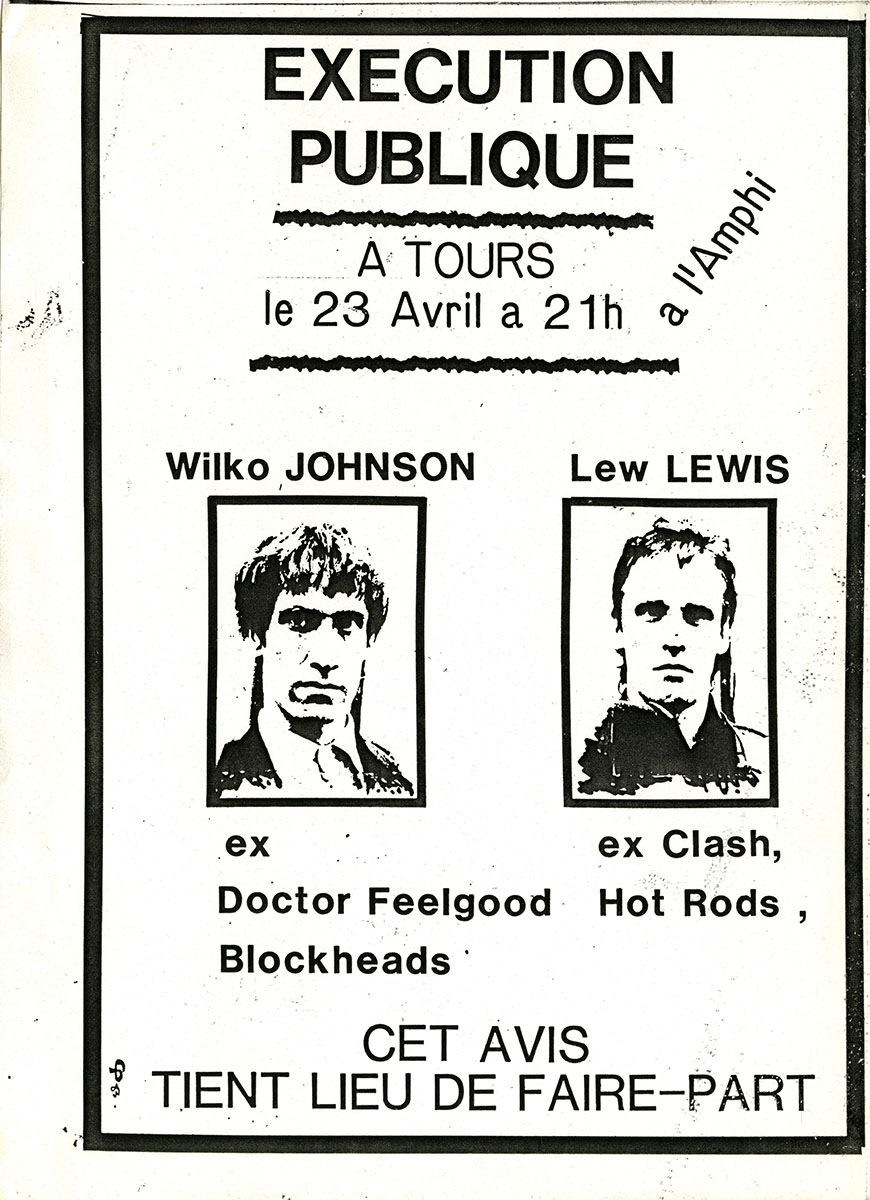 EXECUTION
PUBLIQUE
A TOURS
le 23 Avril a 21h
a l'Amphi
Wilko JOHNSON
Lew LEWIS
ex
Doctor Feelgood
Blockheads
ex Clash,
Hot Rods ,
CET AVIS
TIENT LIEU DE FAIRE-PART